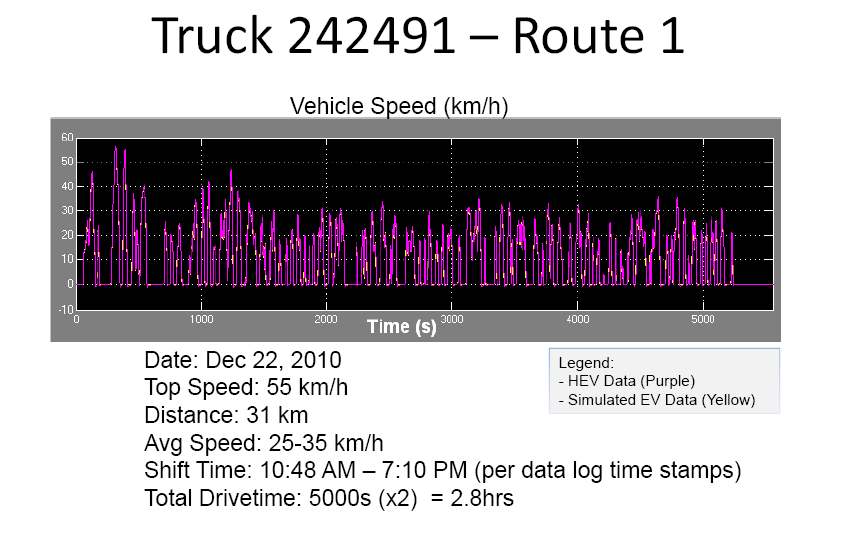 Truck 242491 – Route 1
Vehicle Speed (km/h)
60
50
40
30
20
10
0
-10
0 1000 2000 3000 4000 5000
Time (s)
Date: Dec 22, 2010
Top Speed: 55 km/h
Distance: 31 km
Avg Speed: 25-35 km/h
Shift Time: 10:48 AM – 7:10 PM (per data log time stamps)
Total Drivetime: 5000s (x2)  = 2.8hrs
Legend:
- HEV Data (Purple)
- Simulated EV Data (Yellow)